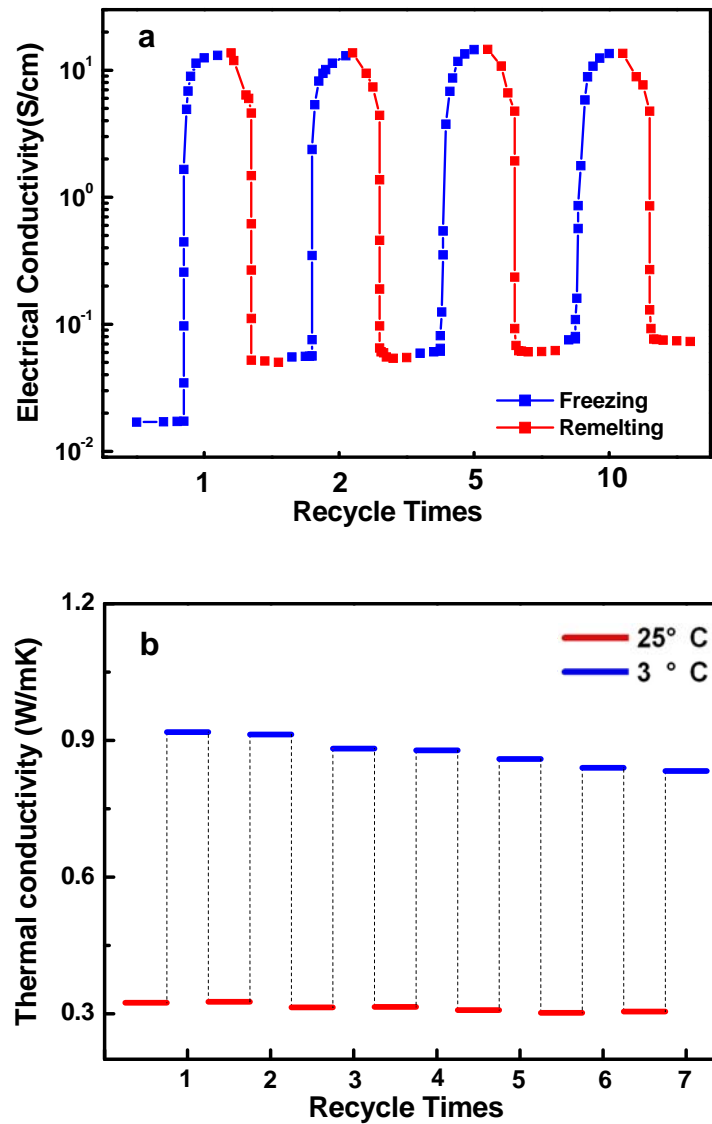 a
10¹
10⁰
10⁻¹
10⁻²
Electrical Conductivity(S/cm)
Freezing
Remelting
1 2 5 10
Recycle Times
b
25° C
3 ° C
1.2
0.9
0.6
0.3
Thermal conductivity (W/mK)
1 2 3 4 5 6 7
Recycle Times